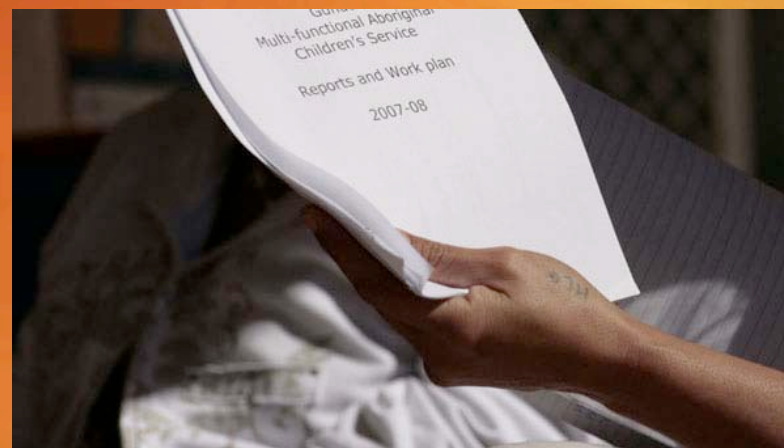 Multi-functional Aboriginal
Children's Service
Reports and Work plan
2007-08